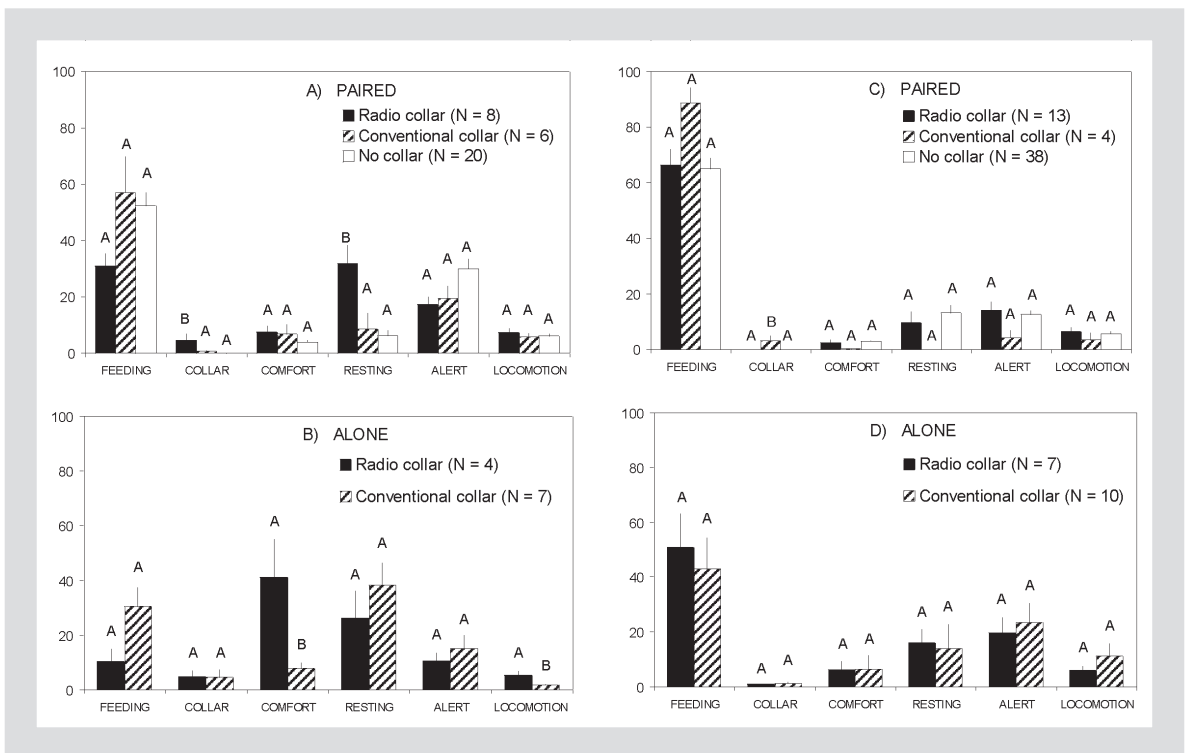 A) PAIRED
Radio collar (N = 8)
Conventional collar (N = 6)
No collar (N = 20)
100
80
60
40
20
0
A A A
B A A
A A A
B A A
A A A
A A A
FEEDING COLLAR COMFORT RESTING ALERT LOCOMOTION
C) PAIRED
Radio collar (N = 13)
Conventional collar (N = 4)
No collar (N = 38)
100
80
60
40
20
0
A A A
A B A
A A A
A A A
A A A
A A A
FEEDING COLLAR COMFORT RESTING ALERT LOCOMOTION
B) ALONE
Radio collar (N = 4)
Conventional collar (N = 7)
100
80
60
40
20
0
A A
A A
A B
A A
A A
A B
FEEDING COLLAR COMFORT RESTING ALERT LOCOMOTION
D) ALONE
Radio collar (N = 7)
Conventional collar (N = 10)
100
80
60
40
20
0
A A
A A
A A
A A
A A
A A
FEEDING COLLAR COMFORT RESTING ALERT LOCOMOTION